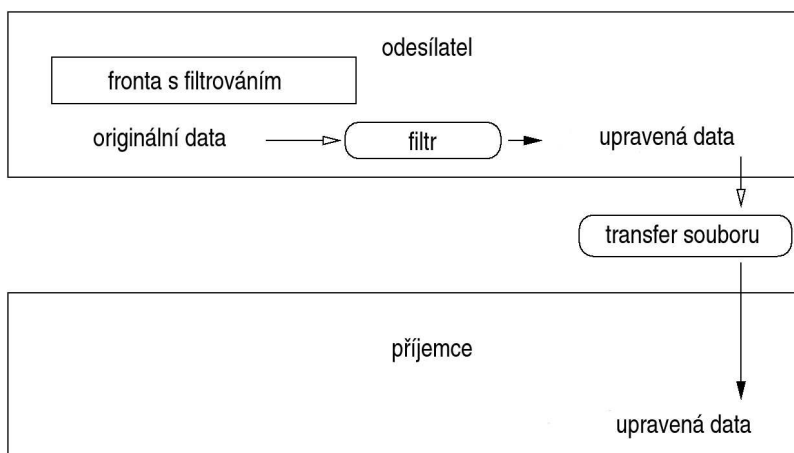 odesílatel
fronta s filtrováním
originální data
filtr
upravená data
transfer souboru
příjemce
upravená data